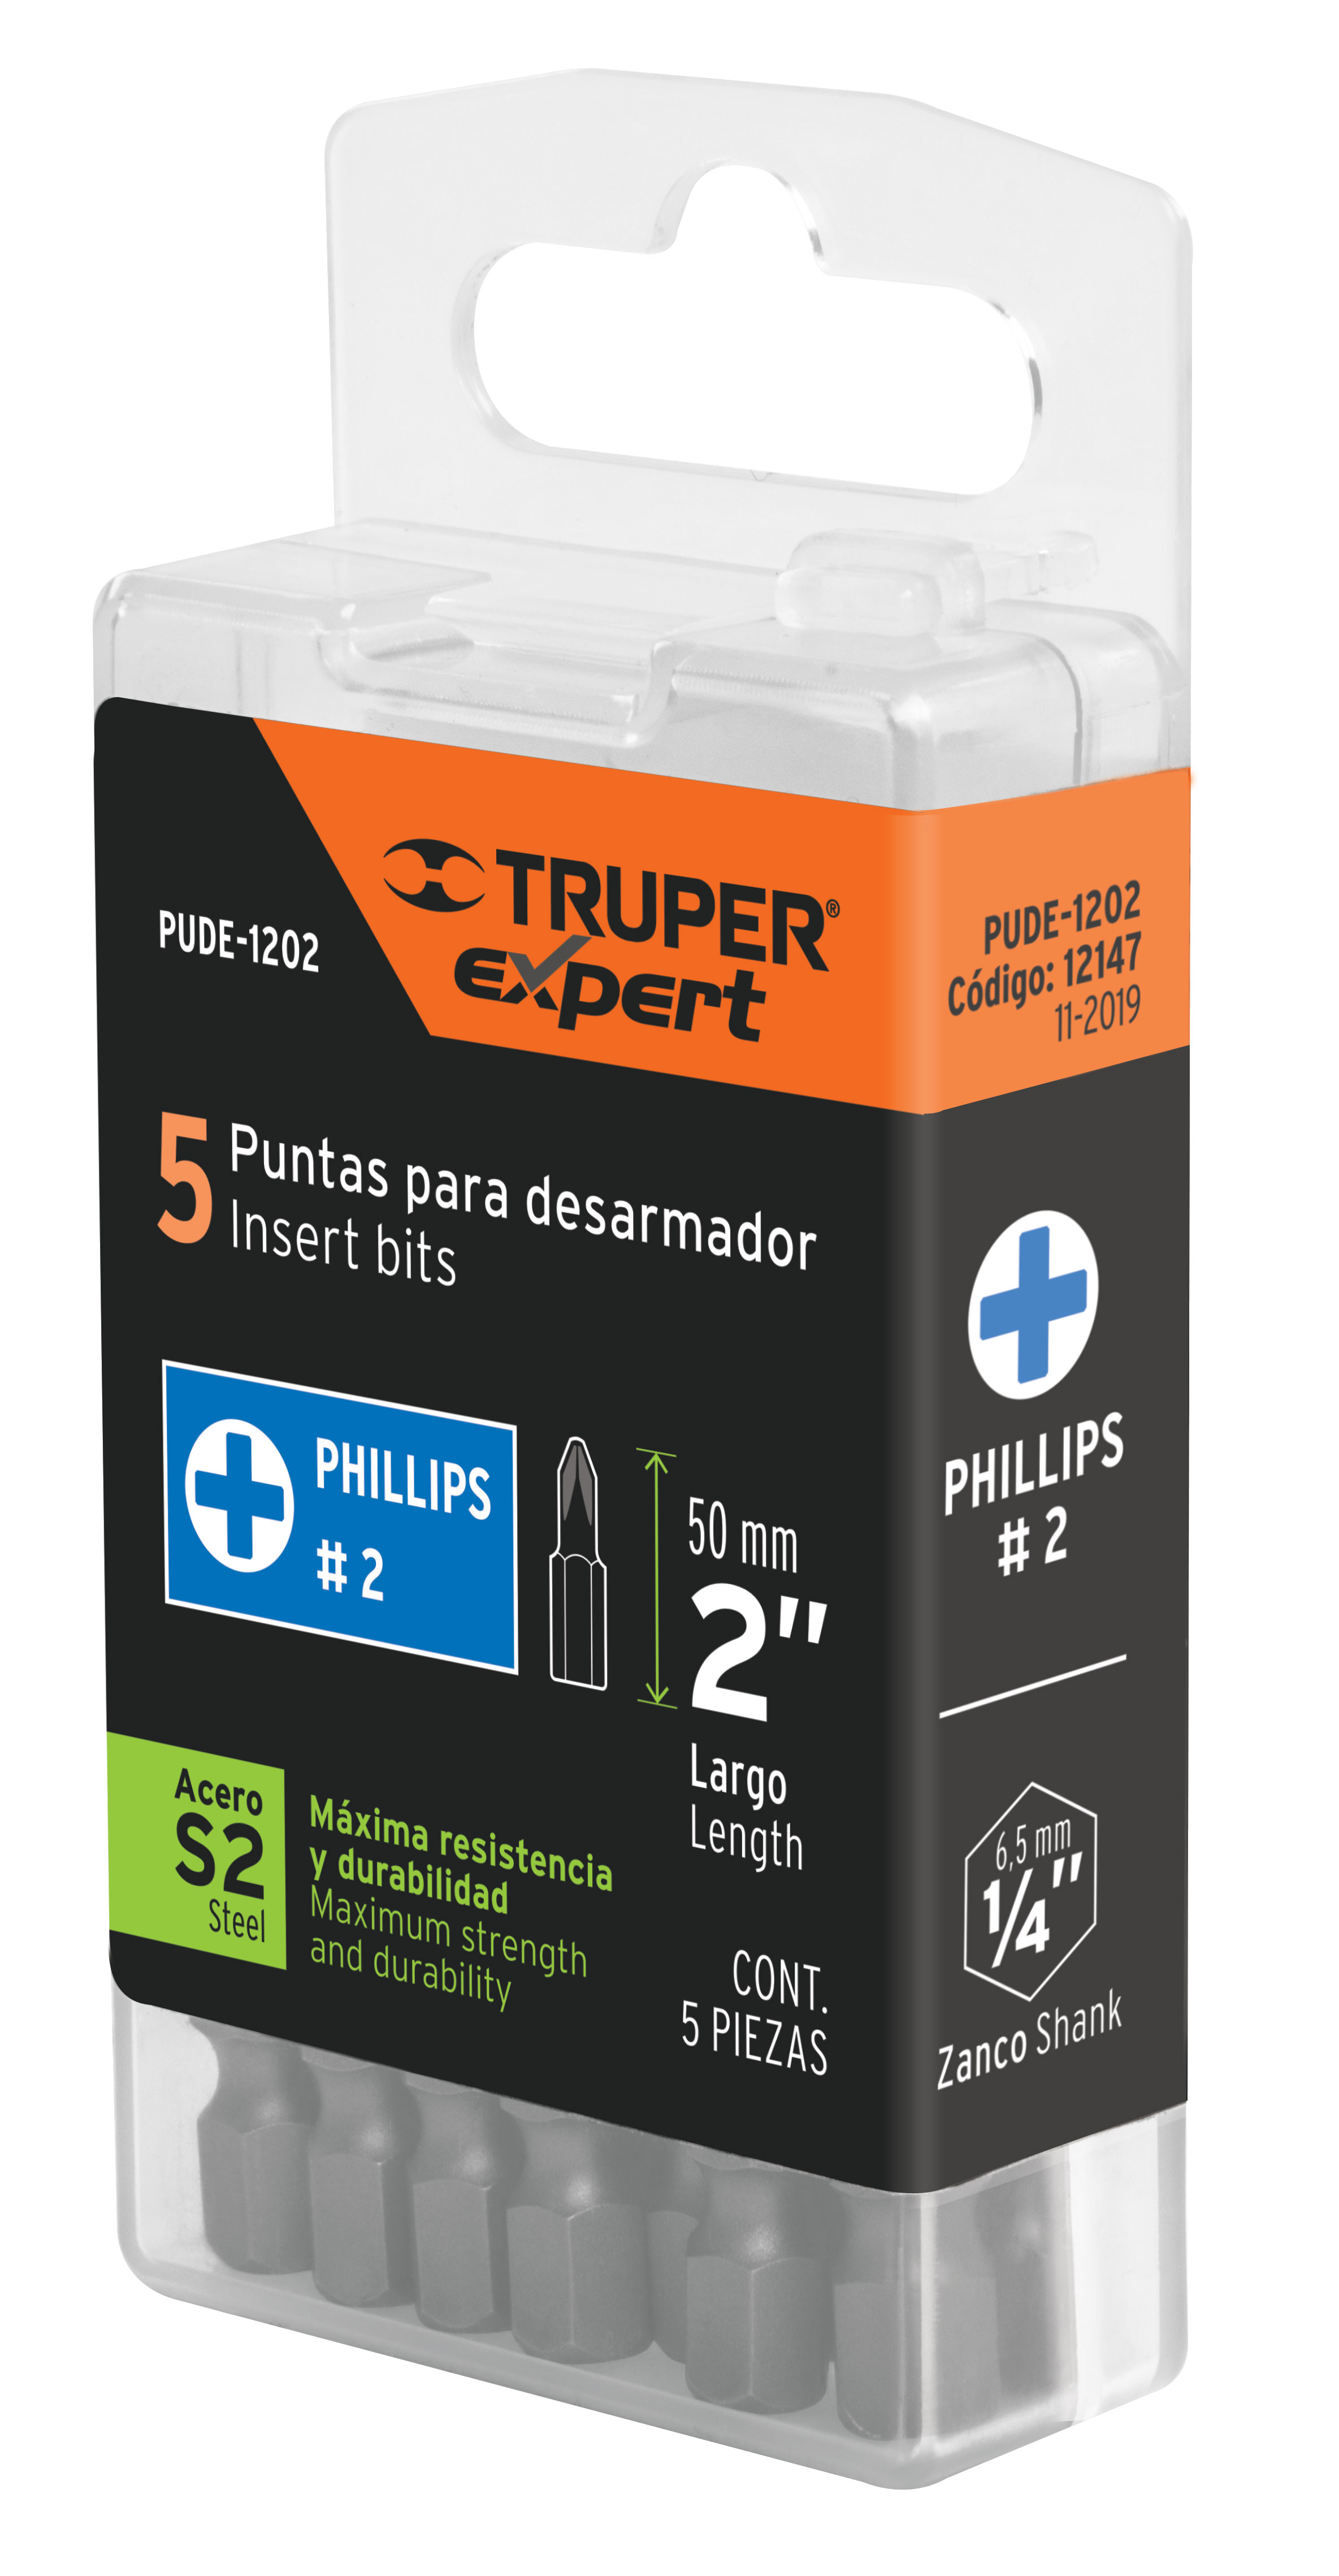 TRUPER®
expert
PUDE-1202
5 Puntas para desarmador
Insert bits
PHILLIPS
# 2
50 mm
2"
Largo
Length
Acero
S2
Steel
Máxima resistencia
y durabilidad
Maximum strength
and durability
CONT.
5 PIEZAS
PUDE-1202
Código: 12147
11-2019
PHILLIPS
# 2
6,5 mm
1/4"
Zanco Shank